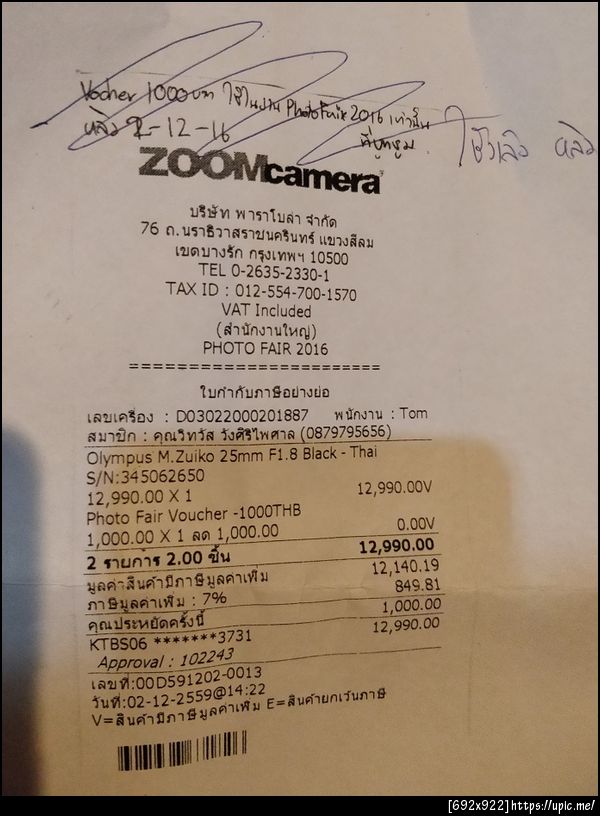 Vocher 1000 บาท ใช้ในงาน Photo Fair 2016 เท่านั้น
2-12-16 ที่บูทซูม
ใช้แล้ว
ZOOMcamera
บริษัท พาราโบล่า จำกัด
76 ถ.นราธิวาสราชนครินทร์ แขวงสีลม
เขตบางรัก กรุงเทพฯ 10500
TEL 0-2635-2330-1
TAX ID : 012-554-700-1570
VAT Included
(สำนักงานใหญ่)
PHOTO FAIR 2016
========================
ใบกำกับภาษีอย่างย่อ
เลขเครื่อง : D03022000201887 พนักงาน : Tom
สมาชิก : คุณวิทวัส วังศิริไพศาล (0879795656)
Olympus M.Zuiko 25mm F1.8 Black - Thai
S/N:345062650
12,990.00 X 1 12,990.00V
Photo Fair Voucher -1000THB
1,000.00 X 1 ลด 1,000.00 0.00V
2 รายการ 2.00 ชิ้น 12,990.00
มูลค่าสินค้ามีภาษีมูลค่าเพิ่ม 12,140.19
ภาษีมูลค่าเพิ่ม : 7% 849.81
คุณประหยัดครั้งนี้ 1,000.00
KTBS06 *******3731 12,990.00
Approval : 102243
เลขที่:00D591202-0013
วันที่:02-12-2559@14:22
V=สินค้ามีภาษีมูลค่าเพิ่ม E=สินค้ายกเว้นภาษี
[692x922]https://upic.me/